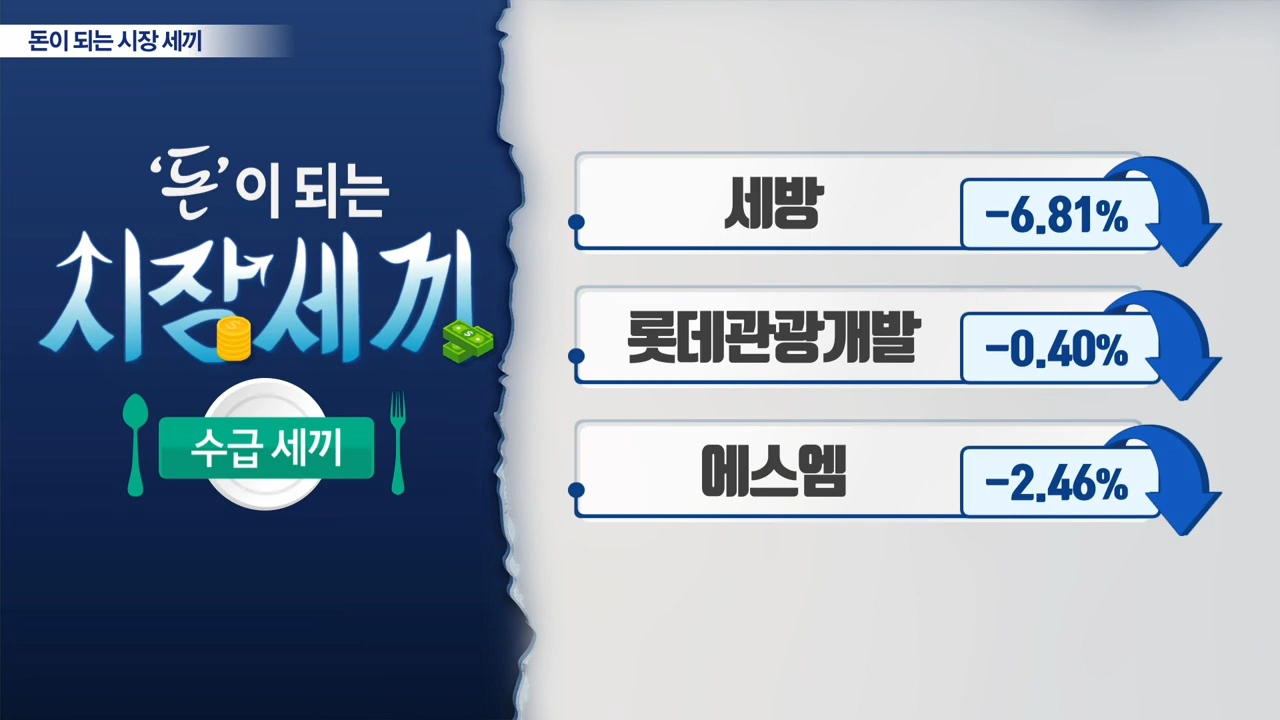 돈이 되는 시장 세끼
‘돈’이 되는
시장세끼
수급 세끼
세방
-6.81%
롯데관광개발
-0.40%
에스엠
-2.46%